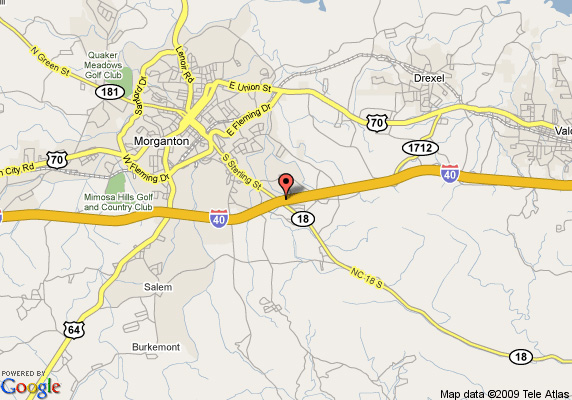 Quaker
Meadows
Golf Club
Lenoir Rd
N Green St
181
Sanford Dr
E Union St
Drexel
70
E Fleming Dr
Morganton
1712
Vald
n City Rd
70
W Fleming Dr
S Sterling St
40
Mimosa Hills Golf
and Country Club
40
18
NC 18 S
Salem
64
Burkemont
18
POWERED BY
Google
Map data ©2009 Tele Atlas